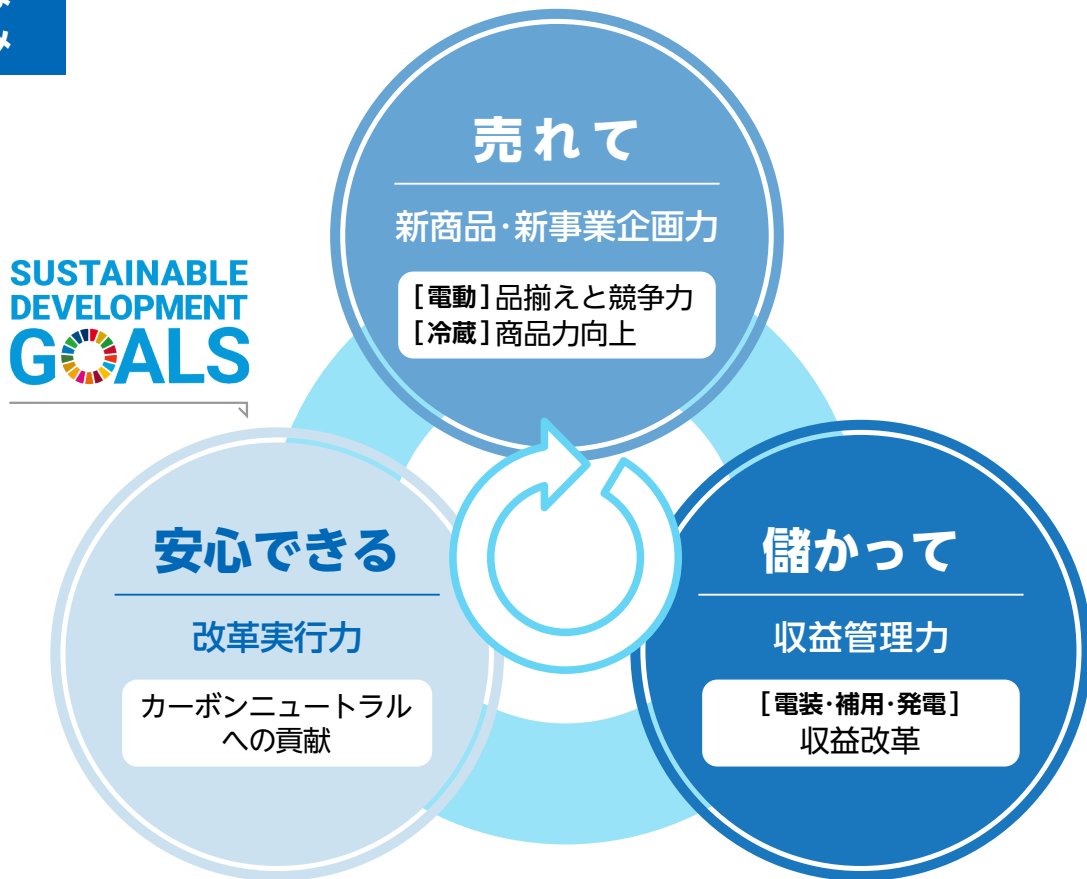 み
売れて
新商品･新事業企画力
[電動]品揃えと競争力
[冷蔵]商品力向上
SUSTAINABLE
DEVELOPMENT
GOALS
安心できる
改革実行力
カーボンニュートラル
への貢献
儲かって
収益管理力
[電装･補用･発電]
収益改革